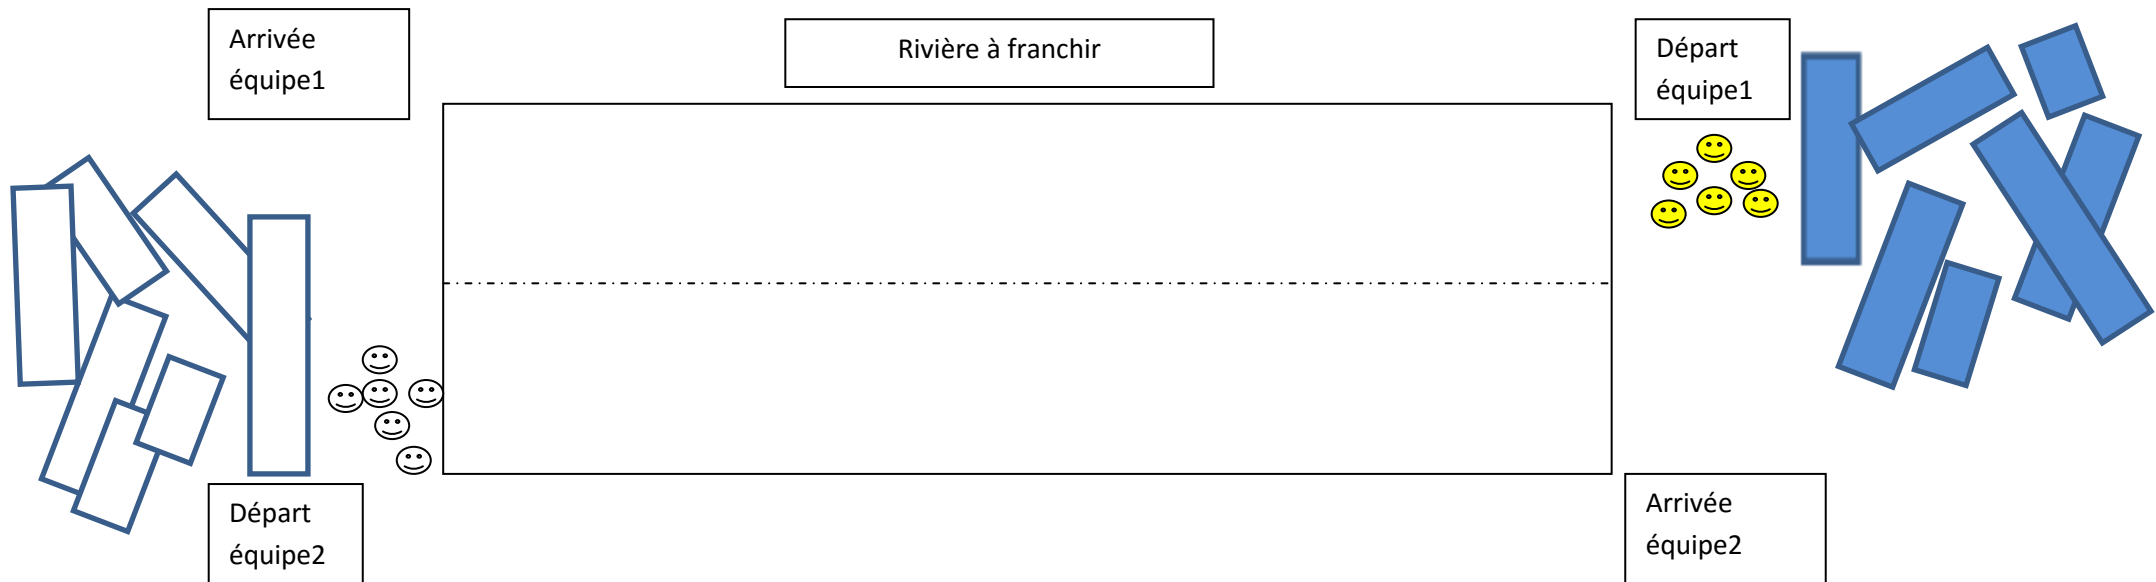 Arrivée
équipe1
Rivière à franchir
Départ
équipe1
Départ
équipe2
Arrivée
équipe2